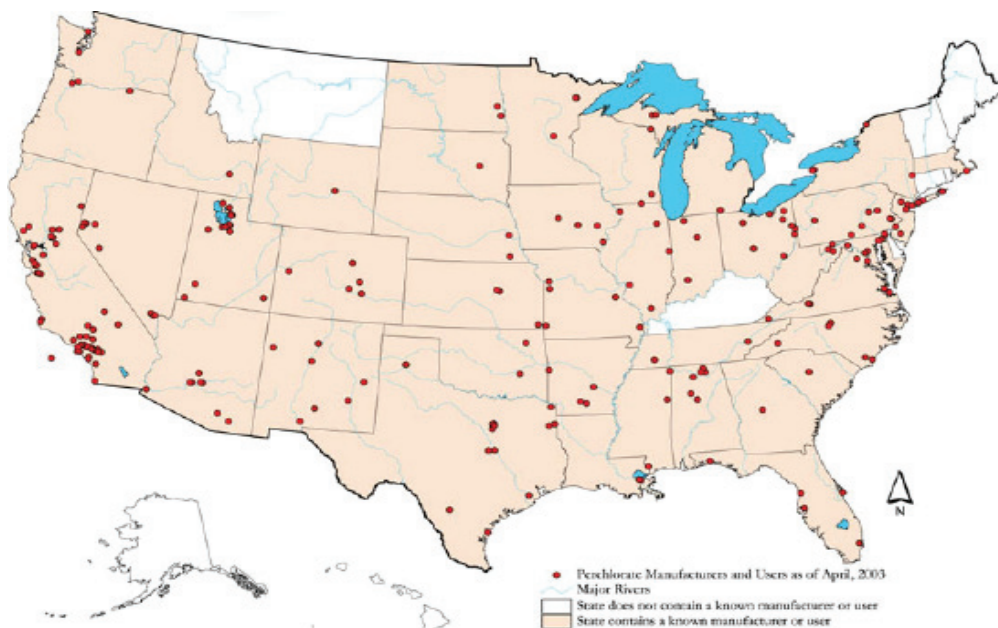 N
Perchlorate Manufacturers and Users as of April, 2003
Major Rivers
State does not contain a known manufacturer or user
State contains a known manufacturer or user